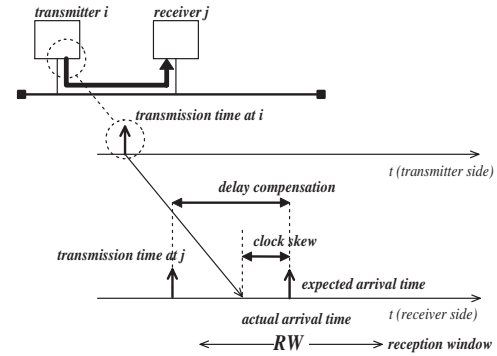 transmitter i receiver j
transmission time at i
t (transmitter side)
delay compensation
clock skew
transmission time at j
expected arrival time
actual arrival time
t (receiver side)
RW
reception window